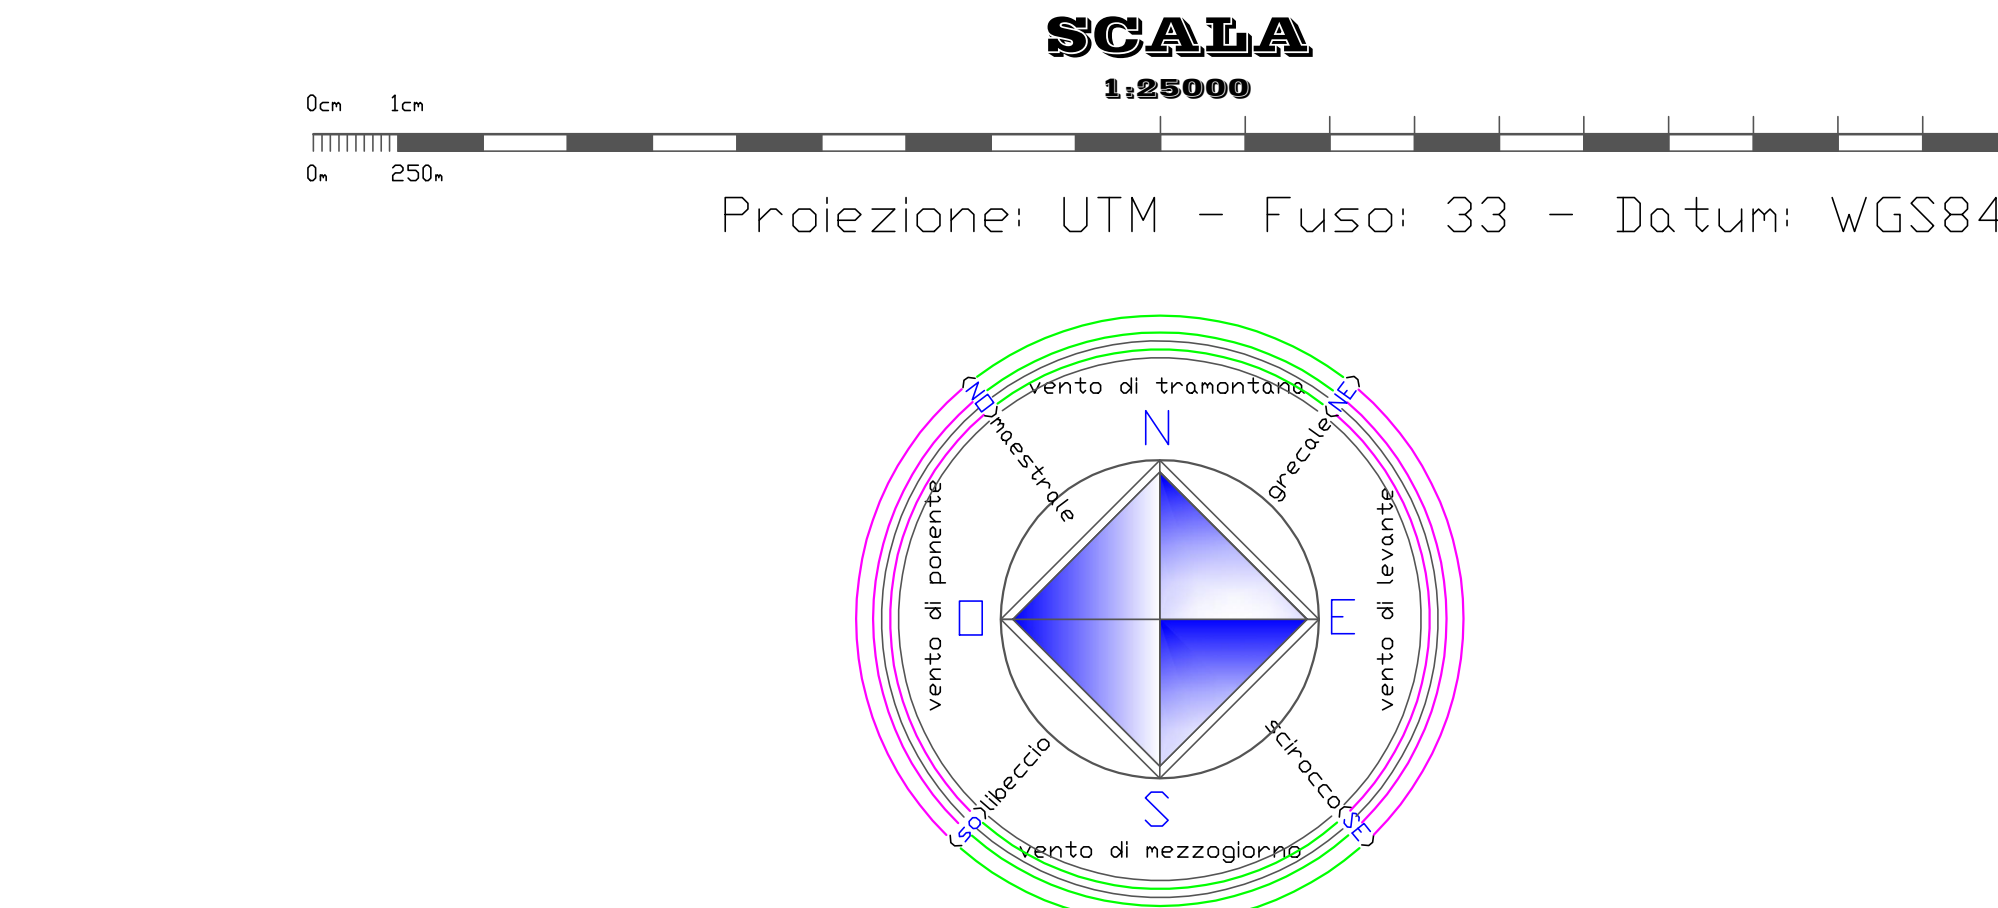 SCALA
1:25000
0cm 1cm
0m 250m
Proiezione: UTM - Fuso: 33 - Datum: WGS84
NO NE
vento di tramontana
N
maestrale
grecale
vento di ponente
O
E
vento di levante
libeccio
scirocco
S
so SE
vento di mezzogiorno